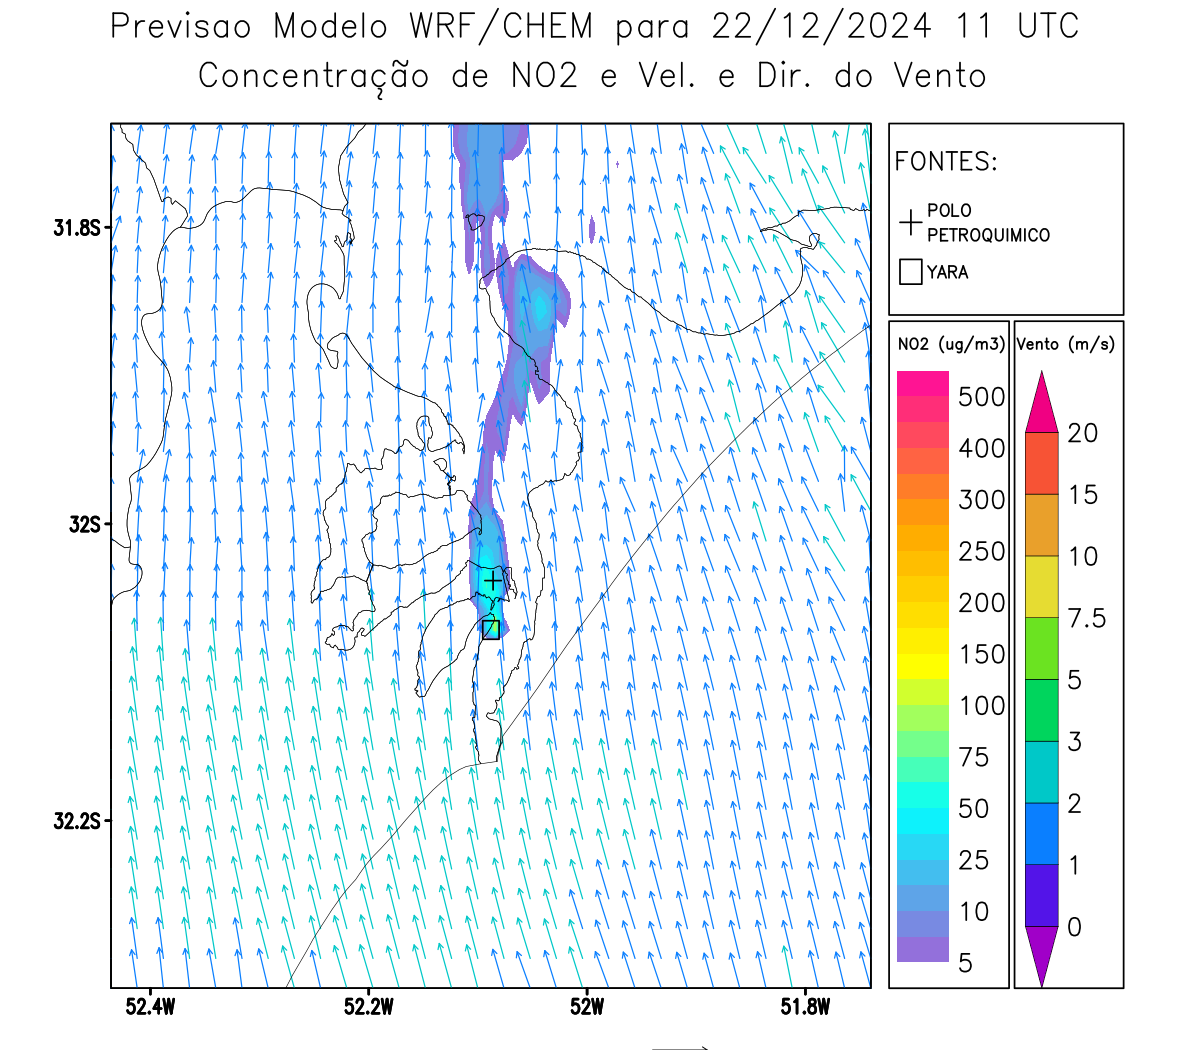 Previsao Modelo WRF/CHEM para 22/12/2024 11 UTC
Concentração de NO2 e Vel. e Dir. do Vento
FONTES:
POLO
PETROQUIMICO
YARA
NO2 (ug/m3)
500
400
300
250
200
150
100
75
50
25
10
5
Vento (m/s)
20
15
10
7.5
5
3
2
1
0
31.8S
32S
32.2S
52.4W
52.2W
52W
51.8W